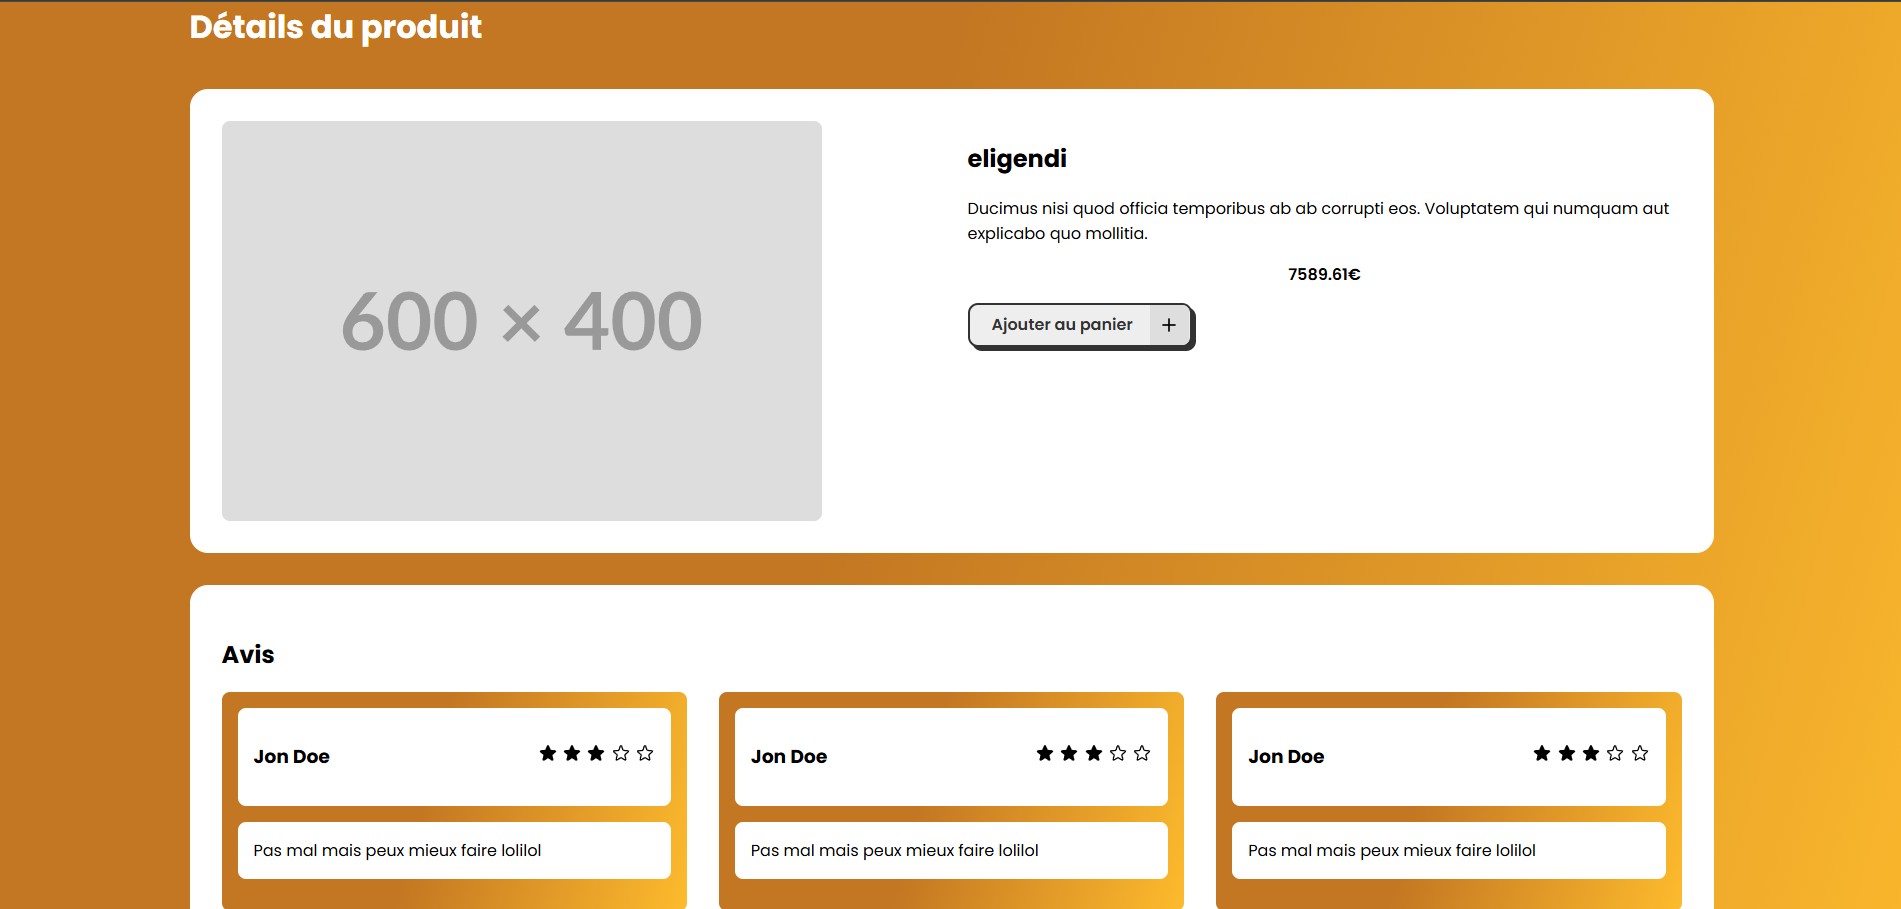 Détails du produit
600 × 400
eligendi
Ducimus nisi quod officia temporibus ab ab corrupti eos. Voluptatem qui numquam aut
explicabo quo mollitia.
7589.61€
Ajouter au panier +
Avis
Jon Doe
Pas mal mais peux mieux faire lolilol
Jon Doe
Pas mal mais peux mieux faire lolilol
Jon Doe
Pas mal mais peux mieux faire lolilol